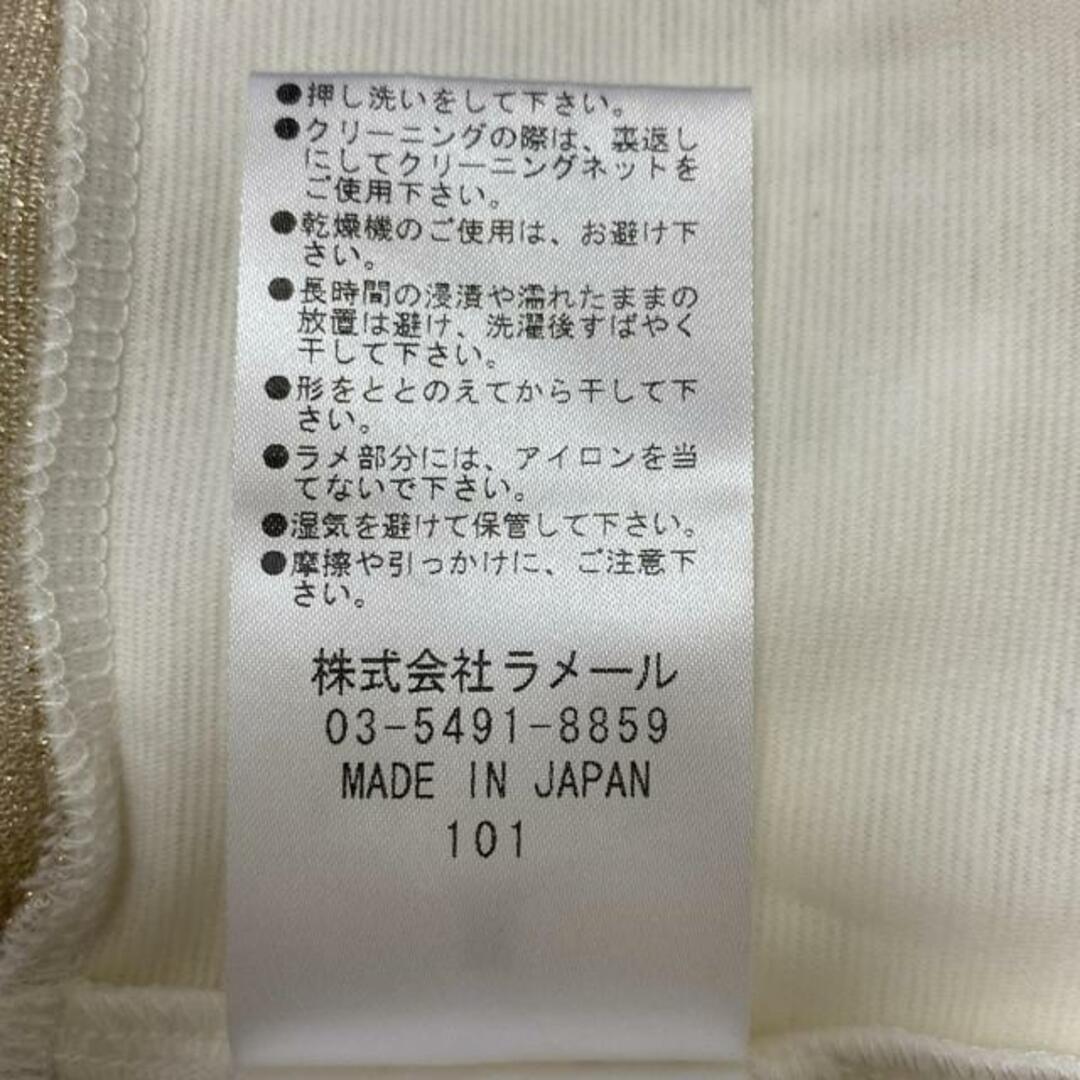 ●押し洗いをして下さい。
●クリーニングの際は、裏返し
にしてクリーニングネットを
ご使用下さい。
●乾燥機のご使用は、お避け下
さい。
●長時間の浸漬や濡れたままの
放置は避け、洗濯後すばやく
干して下さい。
●形をととのえてから干して下
さい。
●ラメ部分には、アイロンを当
てないで下さい。
●湿気を避けて保管して下さい。
●摩擦や引っかけに、ご注意下
さい。
株式会社ラメール
03-5491-8859
MADE IN JAPAN
101